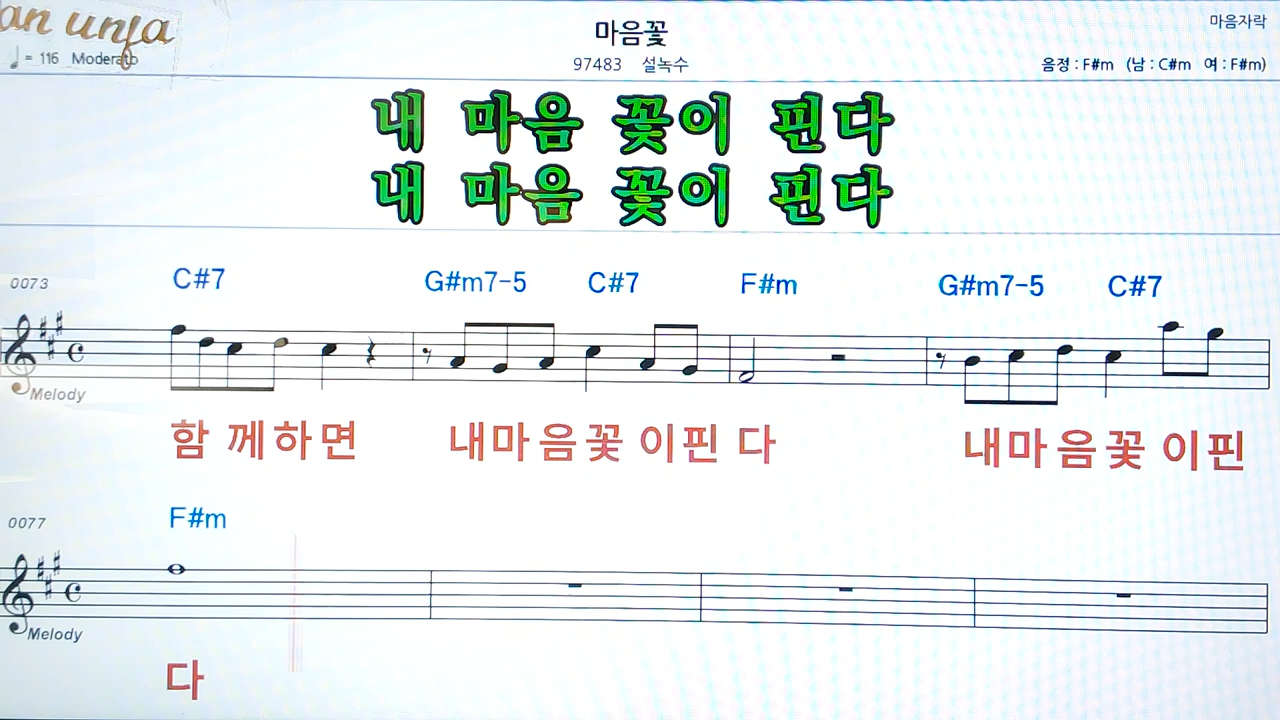 an unja
마음꽃
마음자락
♩= 116 Moderato
97483 설녹수
음정 : F#m (남 : C#m 여 : F#m)
내 마음 꽃이 핀다
내 마음 꽃이 핀다
0073
C#7 G#m7-5 C#7 F#m G#m7-5 C#7
Melody
함 께하면 내마음꽃 이핀 다 내마음꽃 이핀
0077
F#m
Melody
다